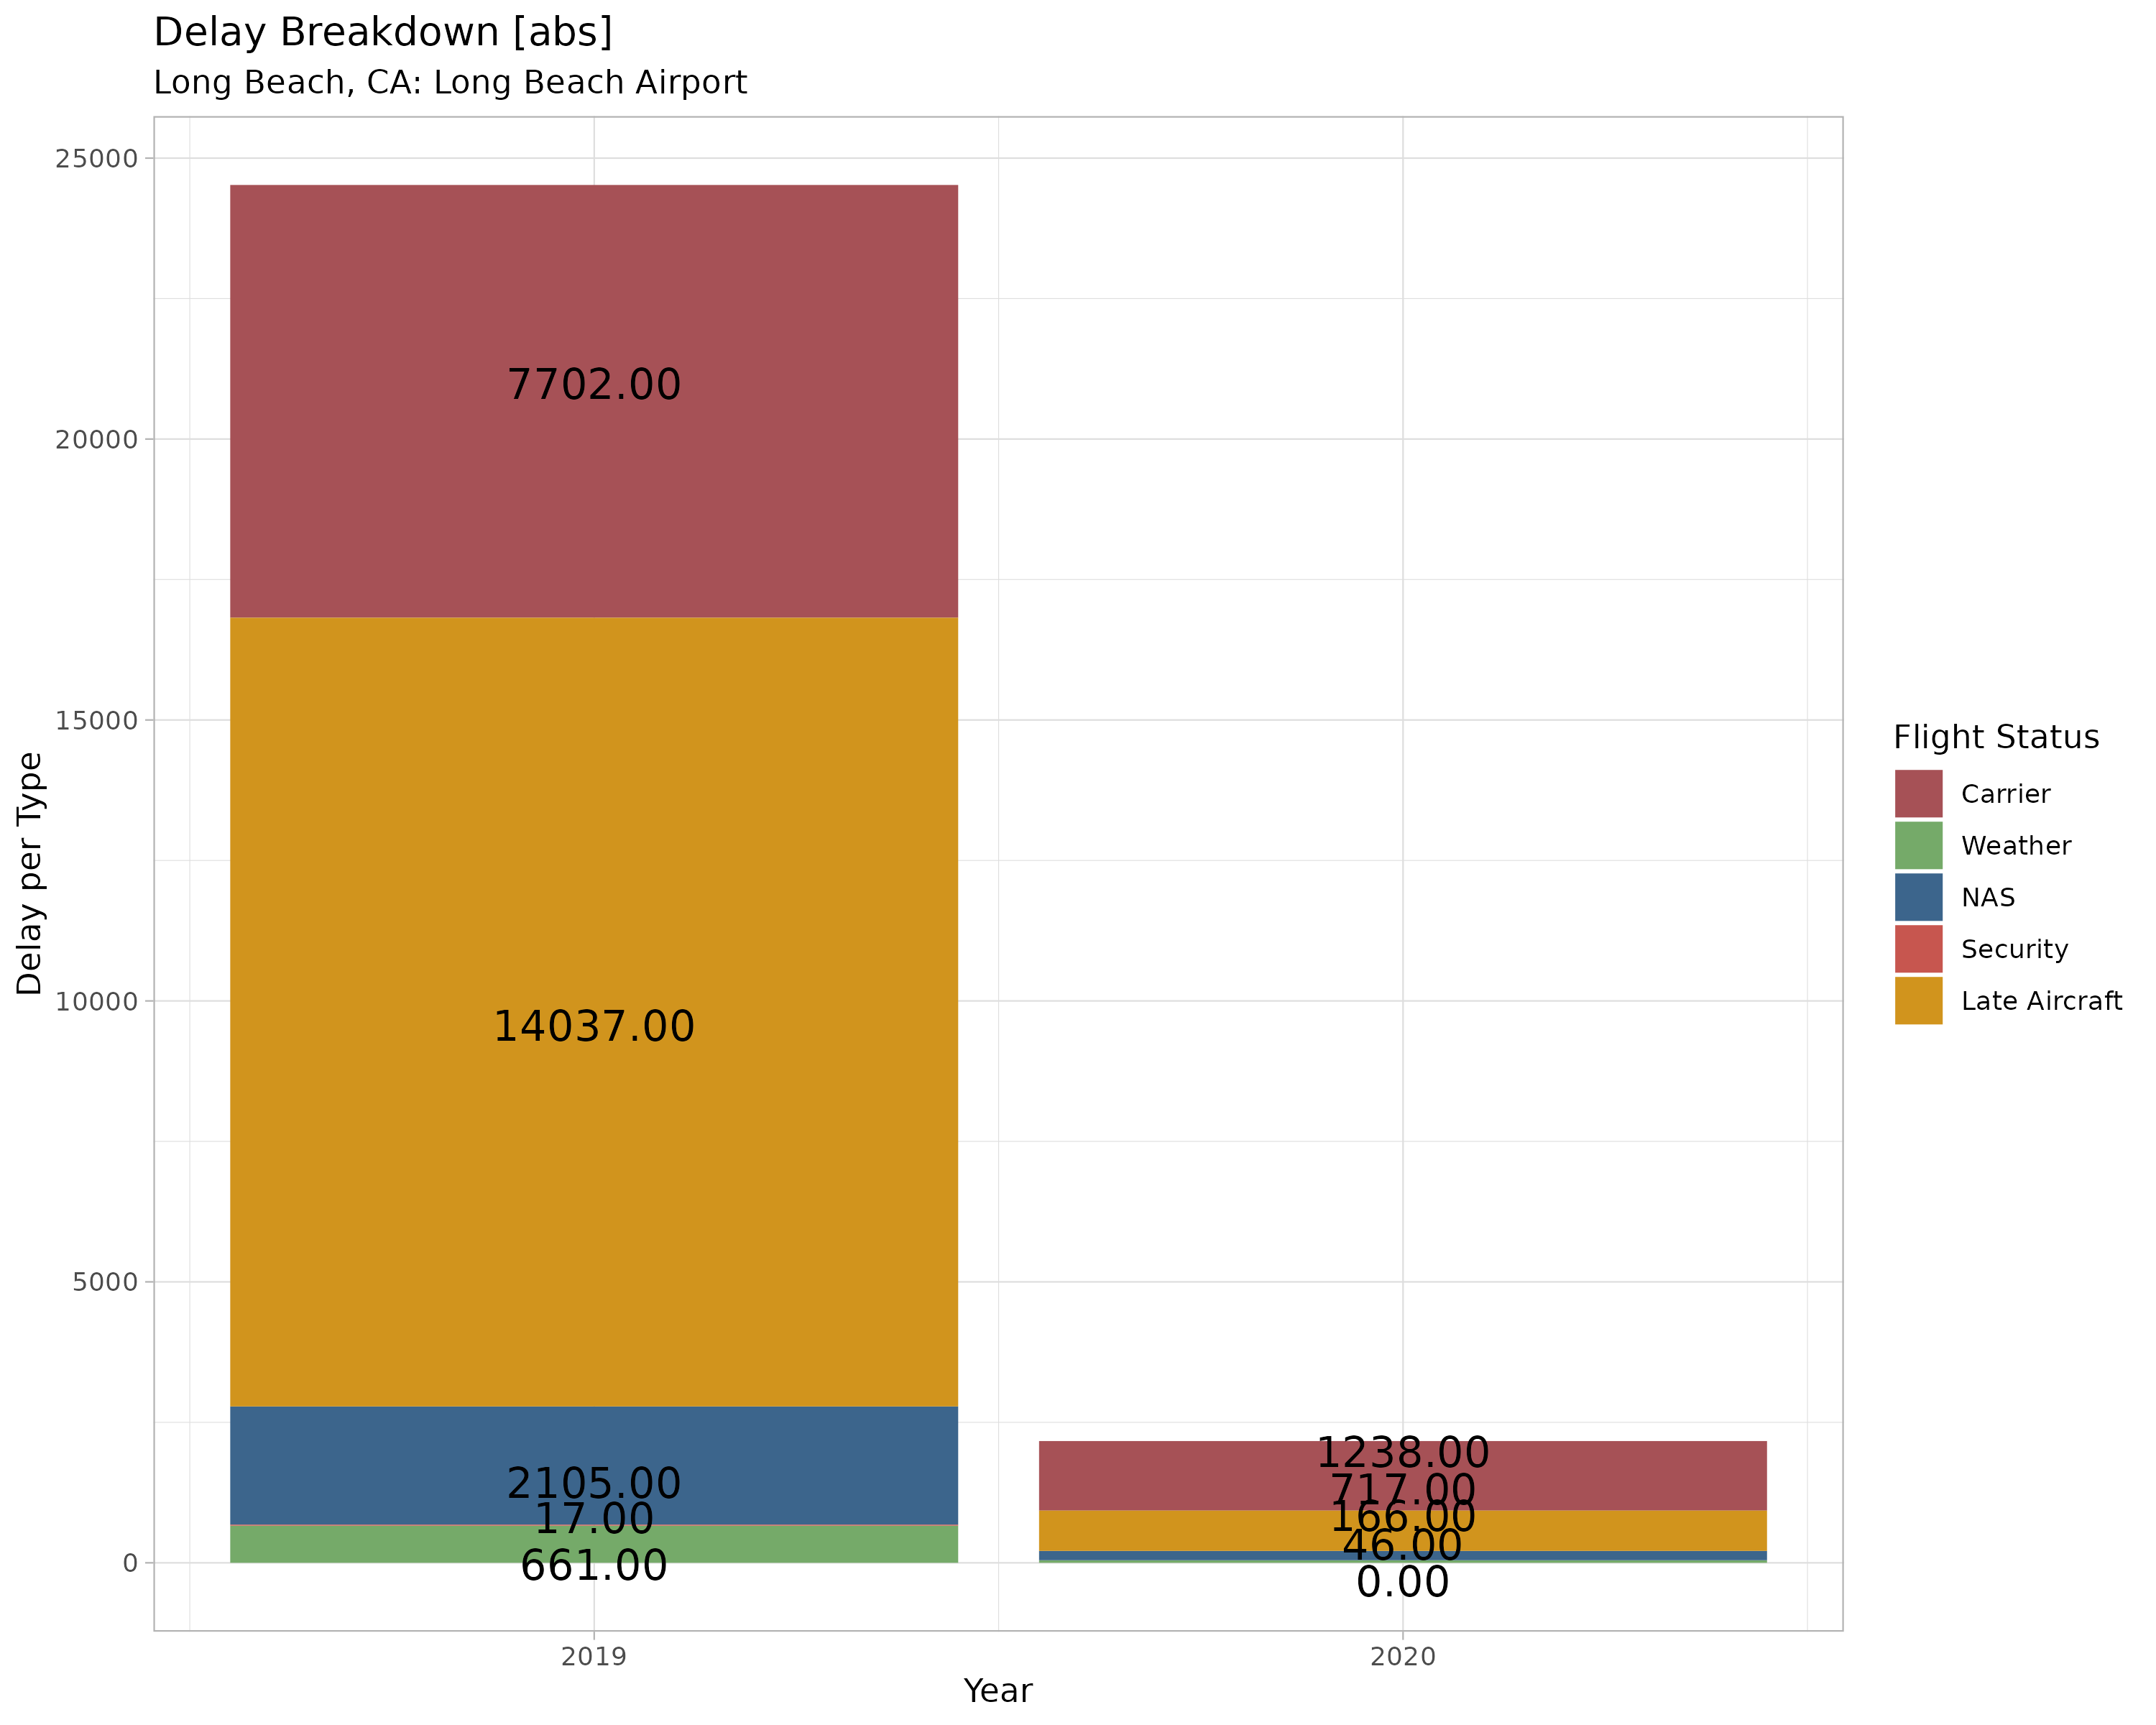 Delay Breakdown [abs]
Long Beach, CA: Long Beach Airport
Delay per Type
25000
20000
15000
10000
5000
0
7702.00
14037.00
2105.00
17.00
661.00
1238.00
717.00
166.00
46.00
0.00
2019
2020
Year
Flight Status
Carrier
Weather
NAS
Security
Late Aircraft